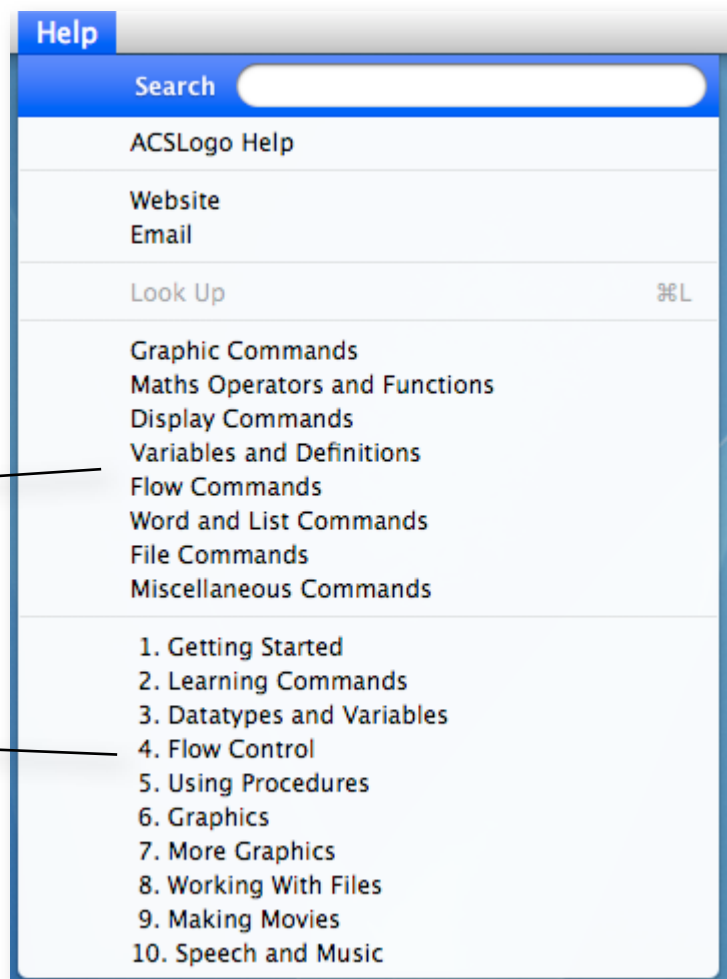 Help
Search
ACSLogo Help
Website
Email
Look Up ⌘L
Graphic Commands
Maths Operators and Functions
Display Commands
Variables and Definitions
Flow Commands
Word and List Commands
File Commands
Miscellaneous Commands
1. Getting Started
2. Learning Commands
3. Datatypes and Variables
4. Flow Control
5. Using Procedures
6. Graphics
7. More Graphics
8. Working With Files
9. Making Movies
10. Speech and Music